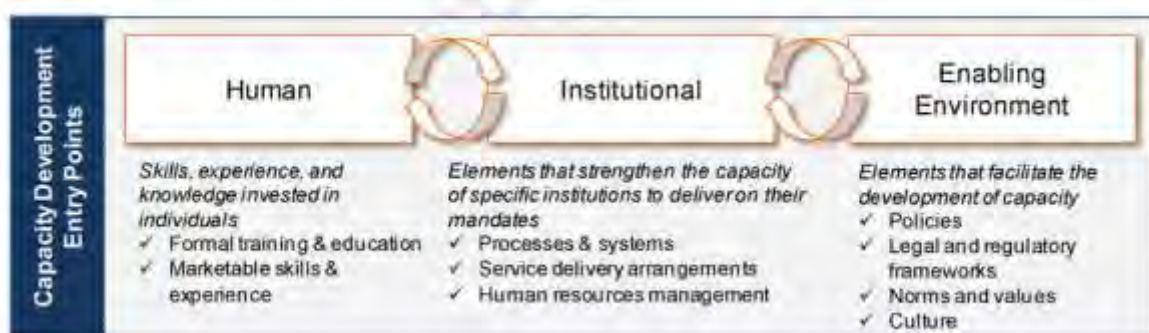 Capacity Development
Entry Points
Human
Institutional
Enabling
Environment
Skills, experience, and
knowledge invested in
individuals
✓ Formal training & education
✓ Marketable skills &
experience
Elements that strengthen the capacity
of specific institutions to deliver on their
mandates
✓ Processes & systems
✓ Service delivery arrangements
✓ Human resources management
Elements that facilitate the
development of capacity
✓ Policies
✓ Legal and regulatory
frameworks
✓ Norms and values
✓ Culture